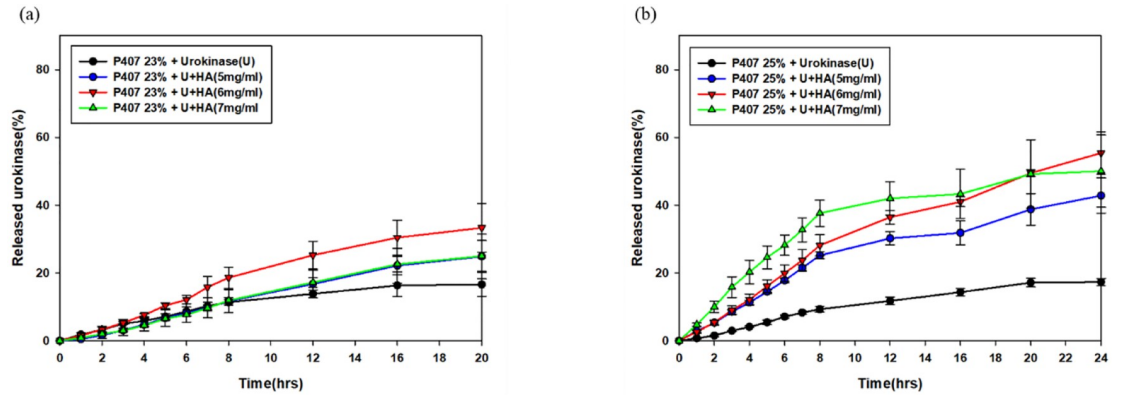 (a)
80
60
40
20
0
Released urokinase(%)
P407 23% + Urokinase(U)
P407 23% + U+HA(5mg/ml)
P407 23% + U+HA(6mg/ml)
P407 23% + U+HA(7mg/ml
0 2 4 6 8 10 12 14 16 18 20
Time(hrs)
(b)
80
60
40
20
0
Released urokinase(%)
P407 25% + Urokinase(U)
P407 25% + U+HA(5mg/ml)
P407 25% + U+HA(6mg/ml)
P407 25% + U+HA(7mg/ml)
0 2 4 6 8 10 12 14 16 18 20 22 24
Time(hrs)